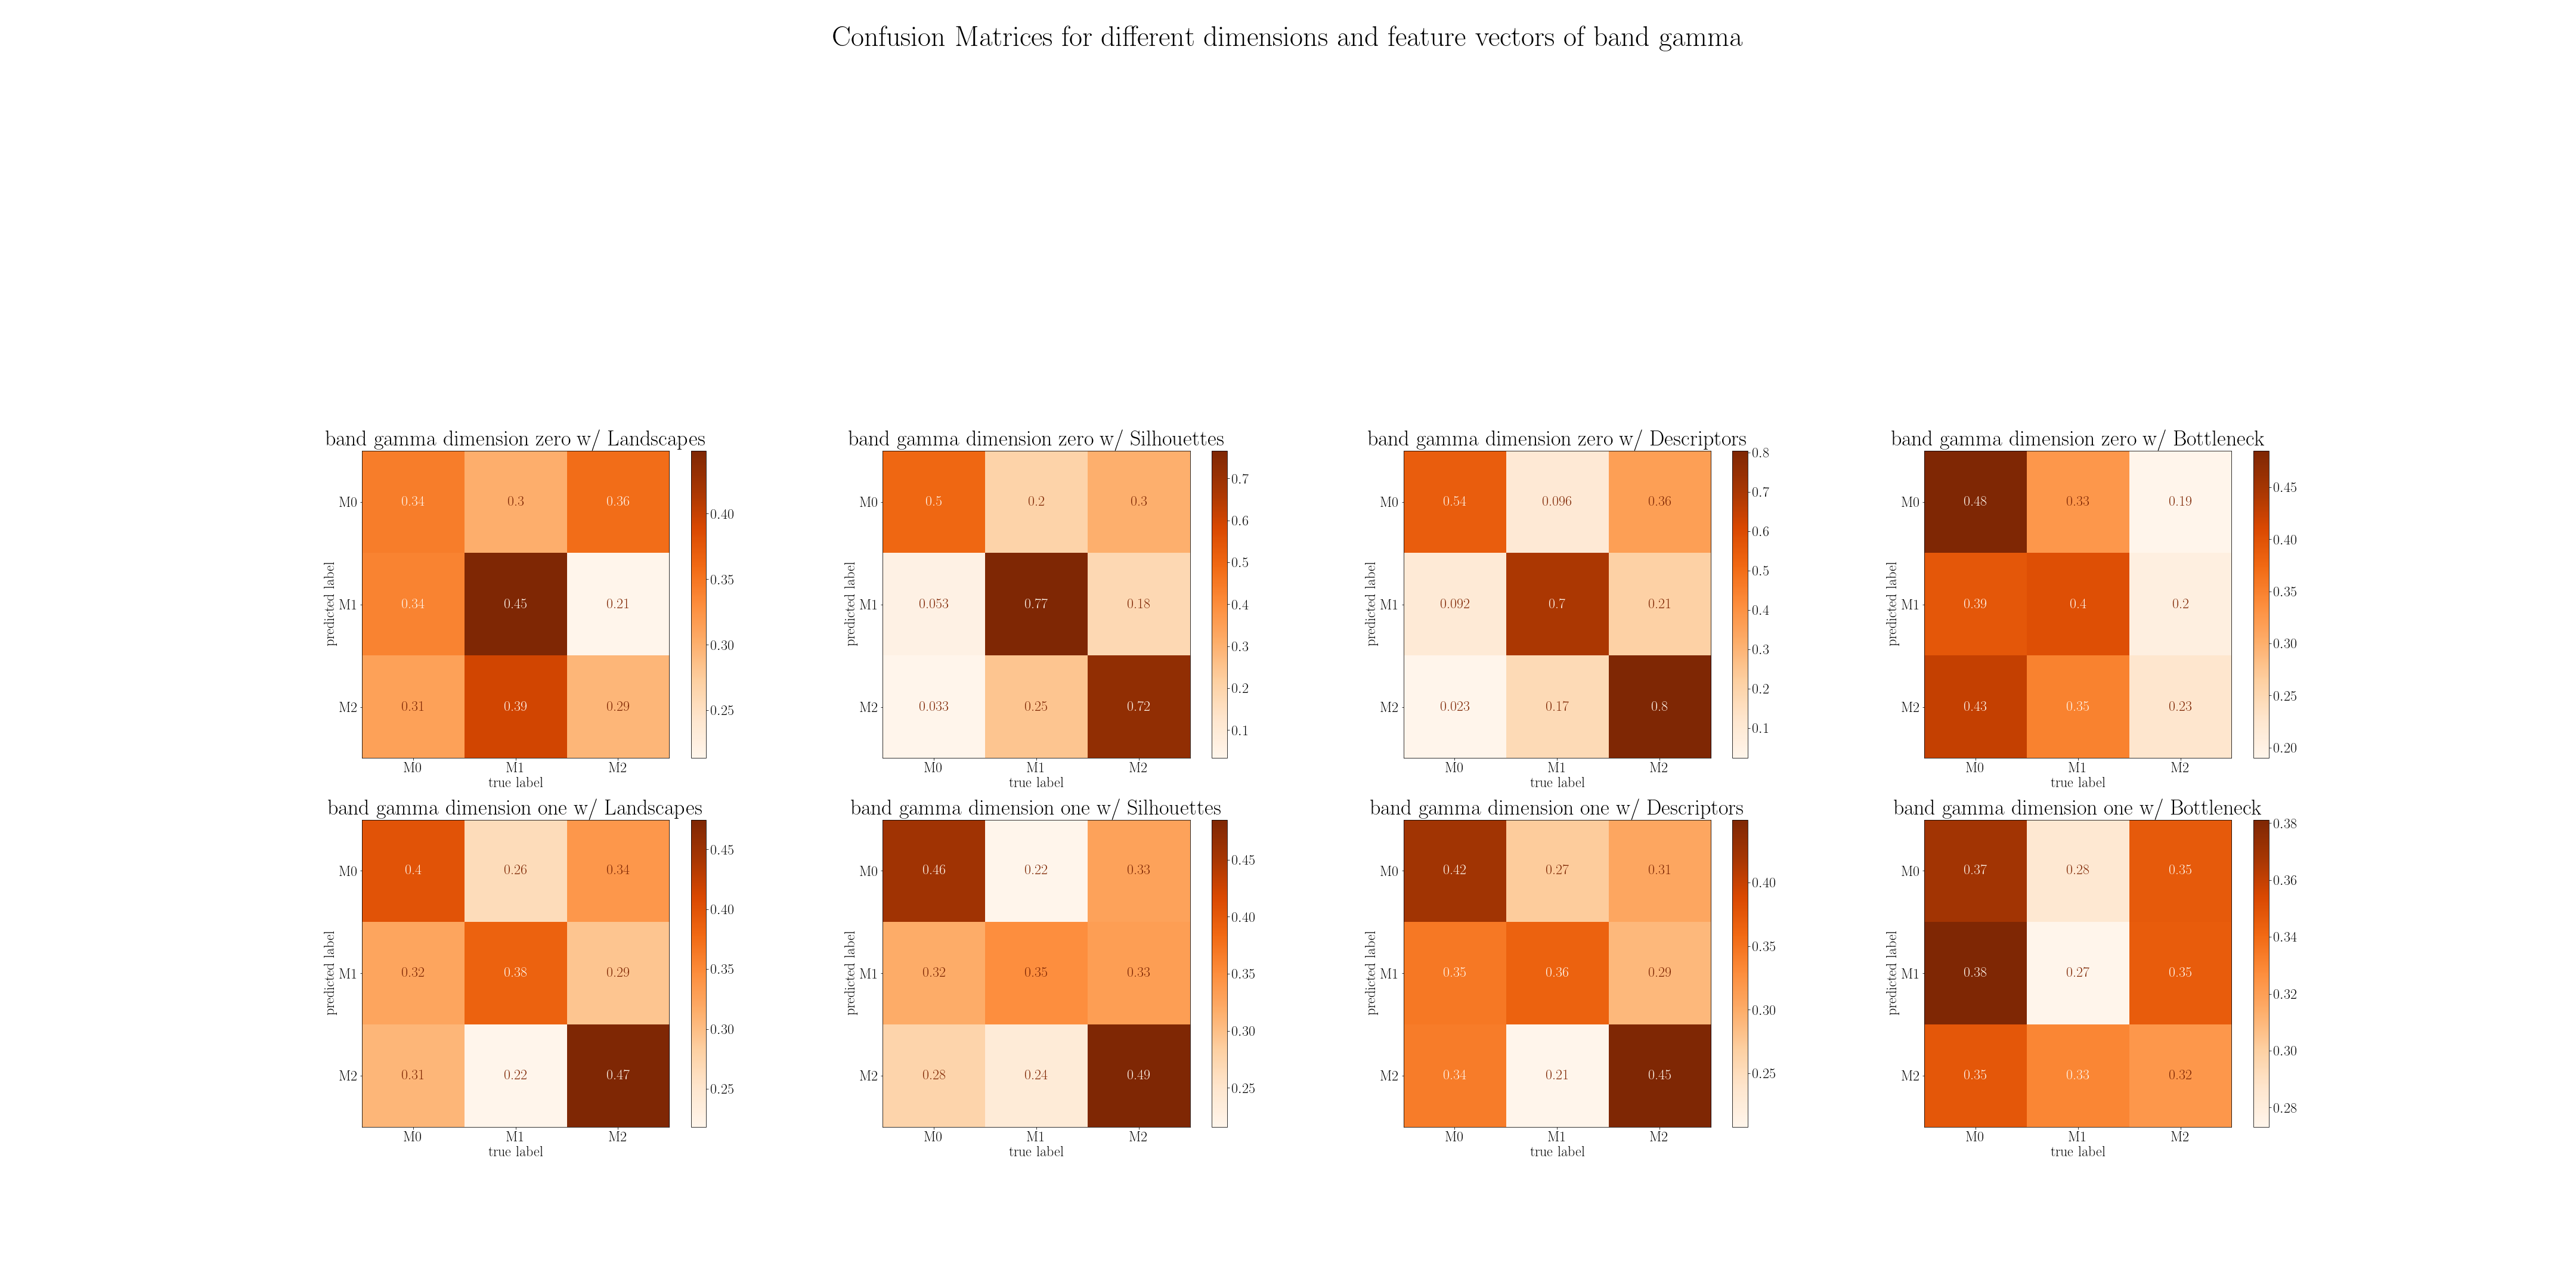 Confusion Matrices for different dimensions and feature vectors of band gamma
band gamma dimension zero w/ Landscapes
predicted label
M0 0.34 0.3 0.36
M1 0.34 0.45 0.21
M2 0.31 0.39 0.29
M0 M1 M2
true label
0.40
0.35
0.30
0.25
band gamma dimension zero w/ Silhouettes
predicted label
M0 0.5 0.2 0.3
M1 0.053 0.77 0.18
M2 0.033 0.25 0.72
M0 M1 M2
true label
0.7
0.6
0.5
0.4
0.3
0.2
0.1
band gamma dimension zero w/ Descriptors
predicted label
M0 0.54 0.096 0.36
M1 0.092 0.7 0.21
M2 0.023 0.17 0.8
M0 M1 M2
true label
0.8
0.7
0.6
0.5
0.4
0.3
0.2
0.1
band gamma dimension zero w/ Bottleneck
predicted label
M0 0.48 0.33 0.19
M1 0.39 0.4 0.2
M2 0.43 0.35 0.23
M0 M1 M2
true label
0.45
0.40
0.35
0.30
0.25
0.20
band gamma dimension one w/ Landscapes
predicted label
M0 0.4 0.26 0.34
M1 0.32 0.38 0.29
M2 0.31 0.22 0.47
M0 M1 M2
true label
0.45
0.40
0.35
0.30
0.25
band gamma dimension one w/ Silhouettes
predicted label
M0 0.46 0.22 0.33
M1 0.32 0.35 0.33
M2 0.28 0.24 0.49
M0 M1 M2
true label
0.45
0.40
0.35
0.30
0.25
band gamma dimension one w/ Descriptors
predicted label
M0 0.42 0.27 0.31
M1 0.35 0.36 0.29
M2 0.34 0.21 0.45
M0 M1 M2
true label
0.40
0.35
0.30
0.25
band gamma dimension one w/ Bottleneck
predicted label
M0 0.37 0.28 0.35
M1 0.38 0.27 0.35
M2 0.35 0.33 0.32
M0 M1 M2
true label
0.38
0.36
0.34
0.32
0.30
0.28